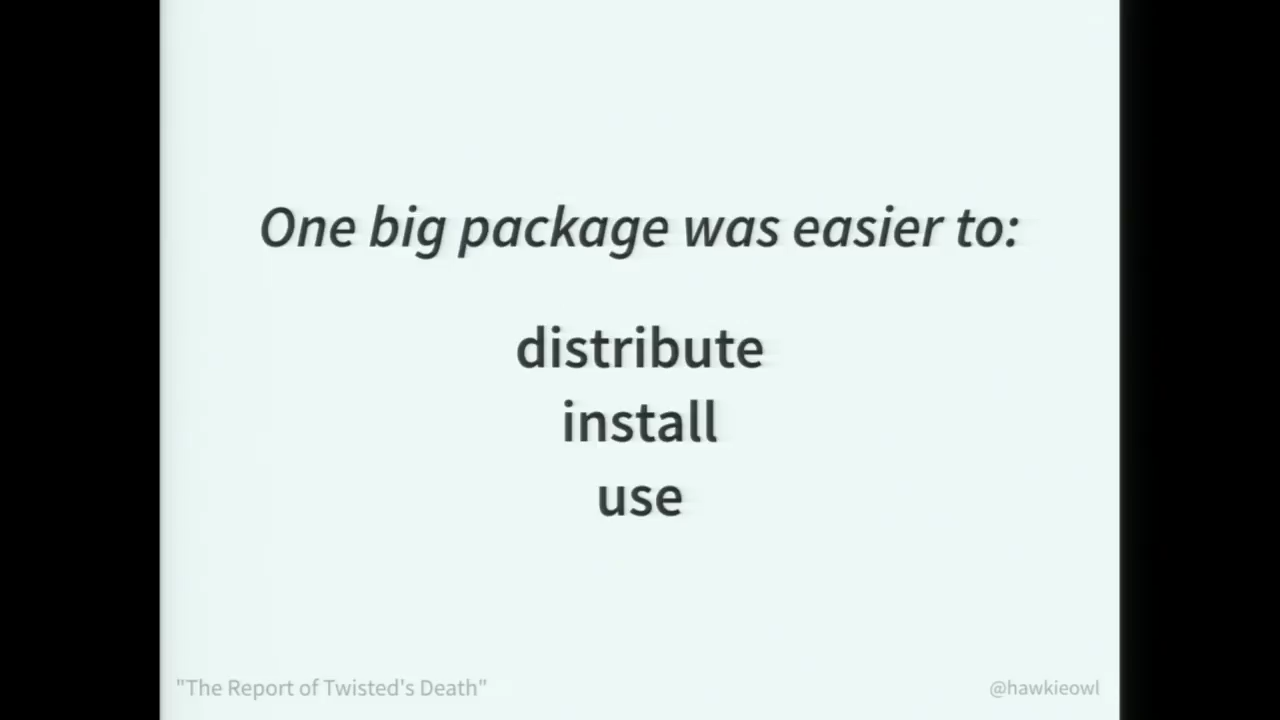 One big package was easier to:
distribute
install
use
"The Report of Twisted's Death"
@hawkieowl